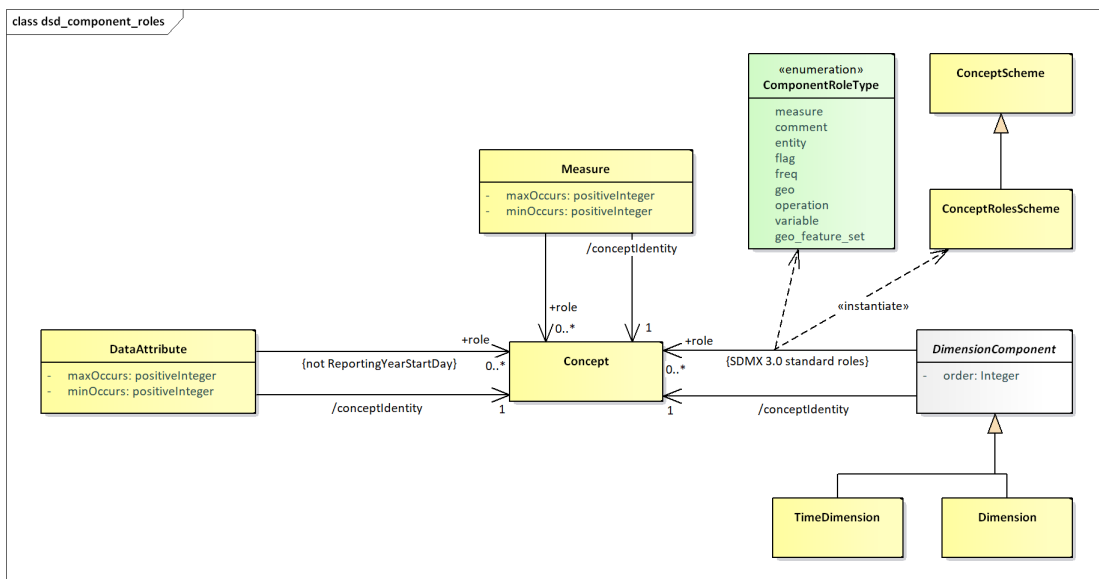 class dsd_component_roles
«enumeration»
ComponentRoleType
measure
comment
entity
flag
freq
geo
operation
variable
geo_feature_set
ConceptScheme
ConceptRolesScheme
Measure
- maxOccurs: positiveInteger
- minOccurs: positiveInteger
/conceptIdentity
«instantiate»
+role
0..*
1
DataAttribute
- maxOccurs: positiveInteger
- minOccurs: positiveInteger
+role
{not ReportingYearStartDay}
0..*
/conceptIdentity
1
Concept
+role
{SDMX 3.0 standard roles}
0..*
/conceptIdentity
1
DimensionComponent
- order: Integer
TimeDimension
Dimension